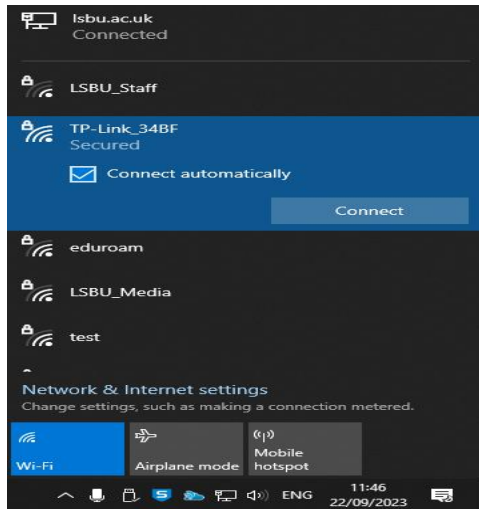 lsbu.ac.uk
Connected
LSBU_Staff
TP-Link_34BF
Secured
Connect automatically
Connect
eduroam
LSBU_Media
test
Network & Internet settings
Change settings, such as making a connection metered.
Wi-Fi
Airplane mode
Mobile
hotspot
ENG
11:46
22/09/2023